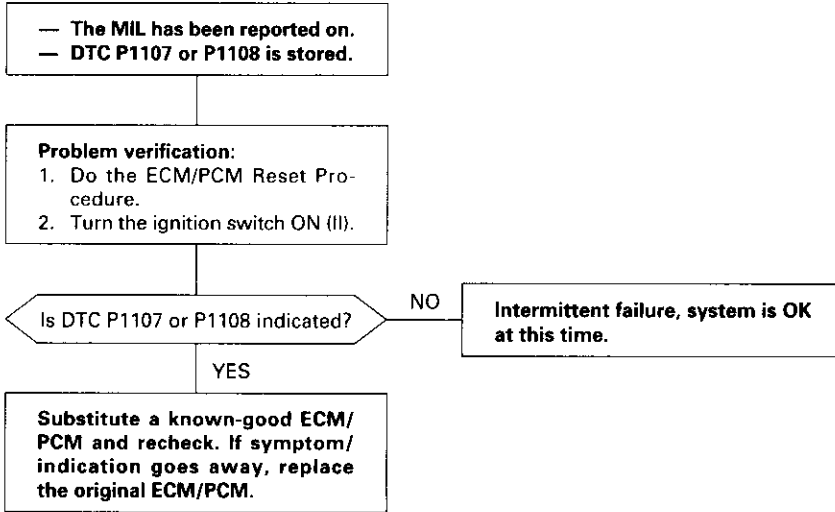 — The MIL has been reported on.
— DTC P1107 or P1108 is stored.
Problem verification:
1. Do the ECM/PCM Reset Pro-
cedure.
2. Turn the ignition switch ON (II).
Is DTC P1107 or P1108 indicated?
NO
Intermittent failure, system is OK
at this time.
YES
Substitute a known-good ECM/
PCM and recheck. If symptom/
indication goes away, replace
the original ECM/PCM.